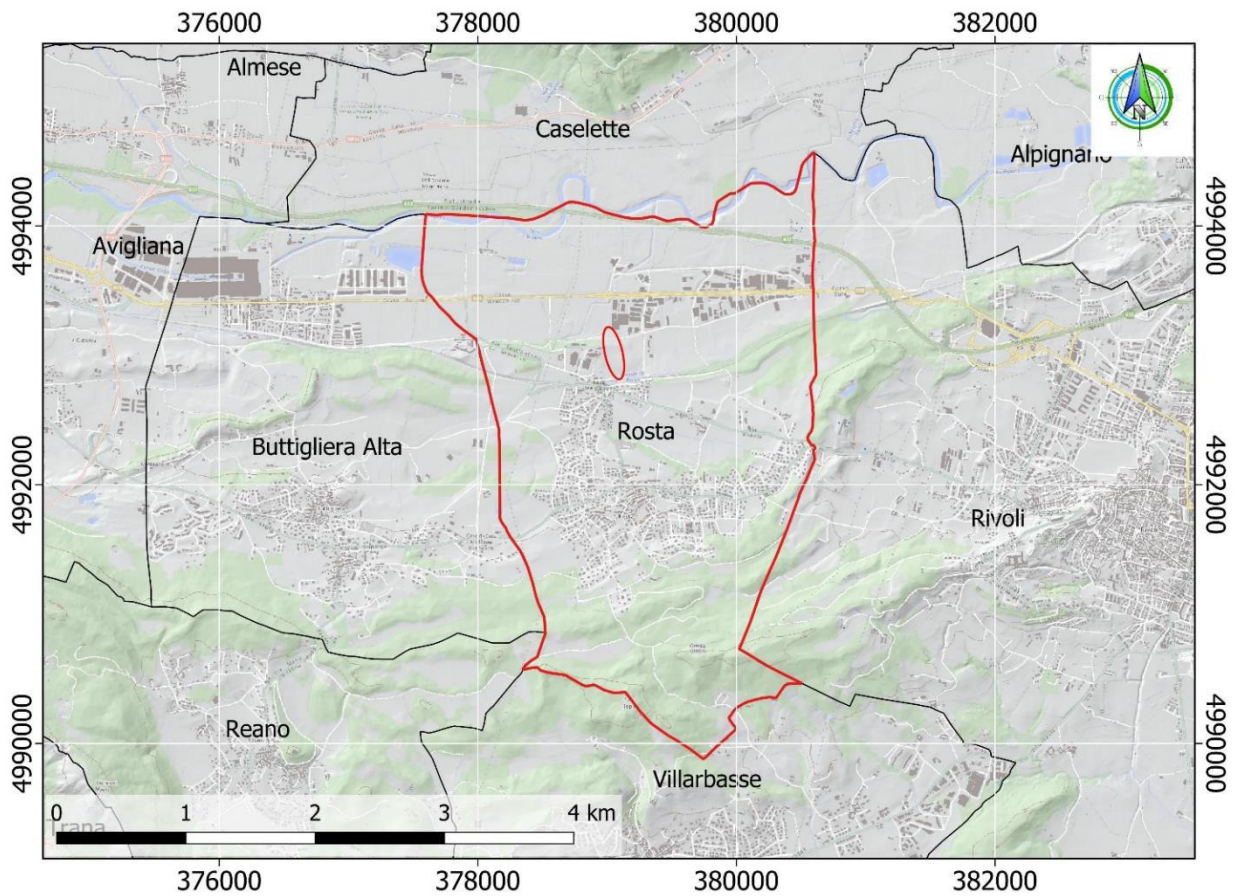 376000 378000 380000 382000
Almese
Caselette
N
Alpignano
4994000 4994000
Avigliana
Rosta
Buttigliera Alta
4992000 4992000
Rivoli
Reano
4990000 4990000
Villarbasse
0 1 2 3 4 km
Trana
376000 378000 380000 382000